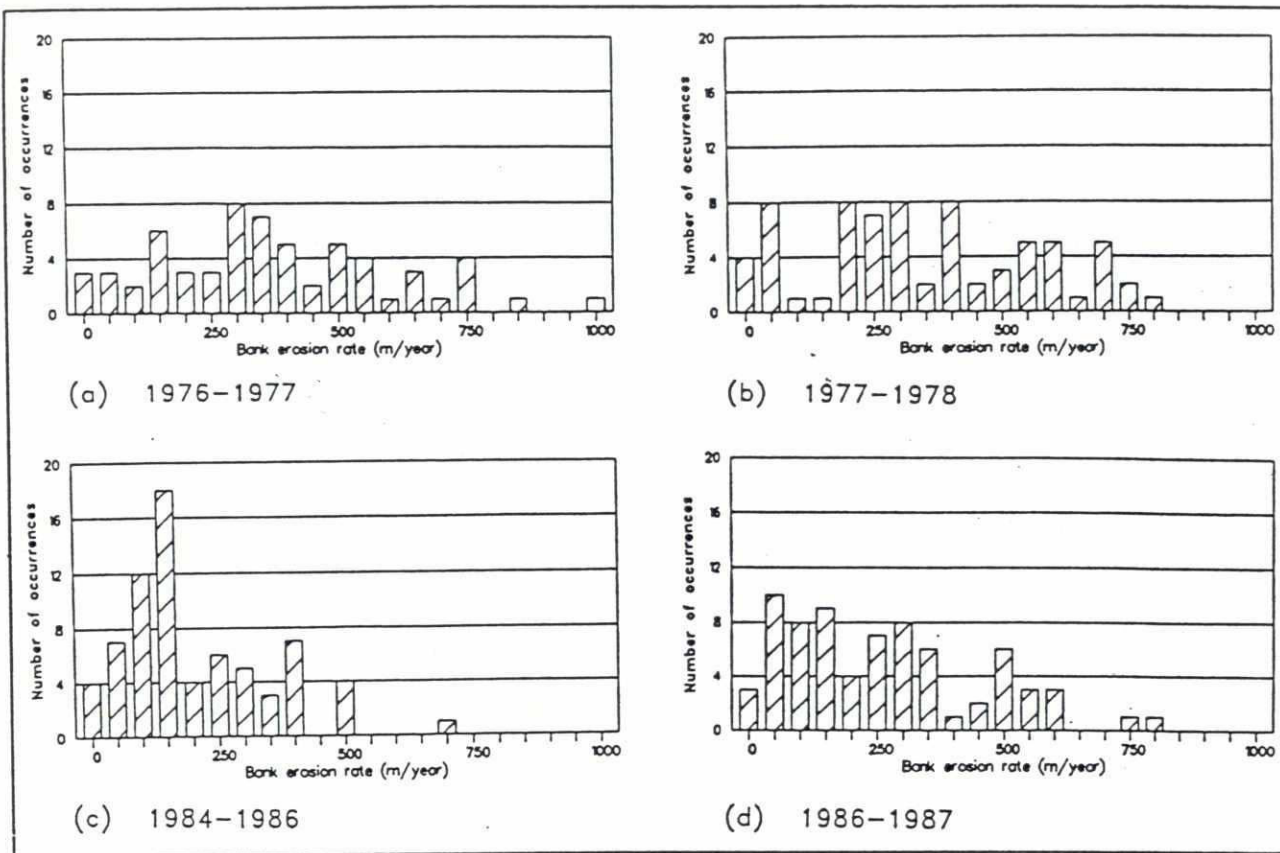 Number of occurrences
20
16
12
8
4
0
0 250 500 750 1000
Bank erosion rate (m/year)
(a) 1976-1977
Number of occurrences
20
16
12
8
4
0
0 250 500 750 1000
Bank erosion rate (m/year)
(b) 1977-1978
Number of occurrences
20
16
12
8
4
0
0 250 500 750 1000
Bank erosion rate (m/year)
(c) 1984-1986
Number of occurrences
20
16
12
8
4
0
0 250 500 750 1000
Bank erosion rate (m/year)
(d) 1986-1987